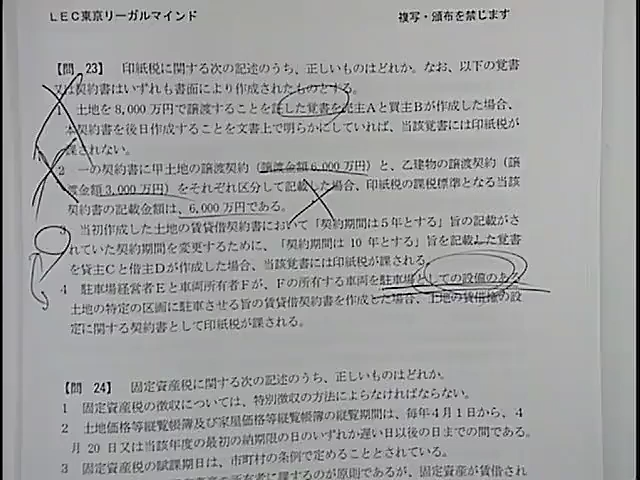 LEC東京リーガルマインド 複写・頒布を禁じます
【問 23】 印紙税に関する次の記述のうち、正しいものはどれか。なお、以下の覚書
又は契約書はいずれも書面により作成されたものとする。
1 土地を8,000万円で譲渡することを証した覚書を売主Aと買主Bが作成した場合、
本契約書を後日作成することを文書上で明らかにしていれば、当該覚書には印紙税が
課されない。
2 一の契約書に甲土地の譲渡契約（譲渡金額6,000万円）と、乙建物の譲渡契約（譲
渡金額3,000万円）をそれぞれ区分して記載した場合、印紙税の課税標準となる当該
契約書の記載金額は、6,000万円である。
3 当初作成した土地の賃貸借契約書において「契約期間は5年とする」旨の記載がさ
れていた契約期間を変更するために、「契約期間は10年とする」旨を記載した覚書
を貸主Cと借主Dが作成した場合、当該覚書には印紙税が課される。
4 駐車場経営者Eと車両所有者Fが、Fの所有する車両を駐車場としての設備のある
土地の特定の区画に駐車させる旨の賃貸借契約書を作成した場合、土地の賃借権の設
定に関する契約書として印紙税が課される。
【問 24】 固定資産税に関する次の記述のうち、正しいものはどれか。
1 固定資産税の徴収については、特別徴収の方法によらなければならない。
2 土地価格等縦覧帳簿及び家屋価格等縦覧帳簿の縦覧期間は、毎年4月1日から、4
月20日又は当該年度の最初の納期限の日のいずれか遅い日以後の日までの間である。
3 固定資産税の賦課期日は、市町村の条例で定めることとされている。
するのが原則であるが、固定資産が賃借され